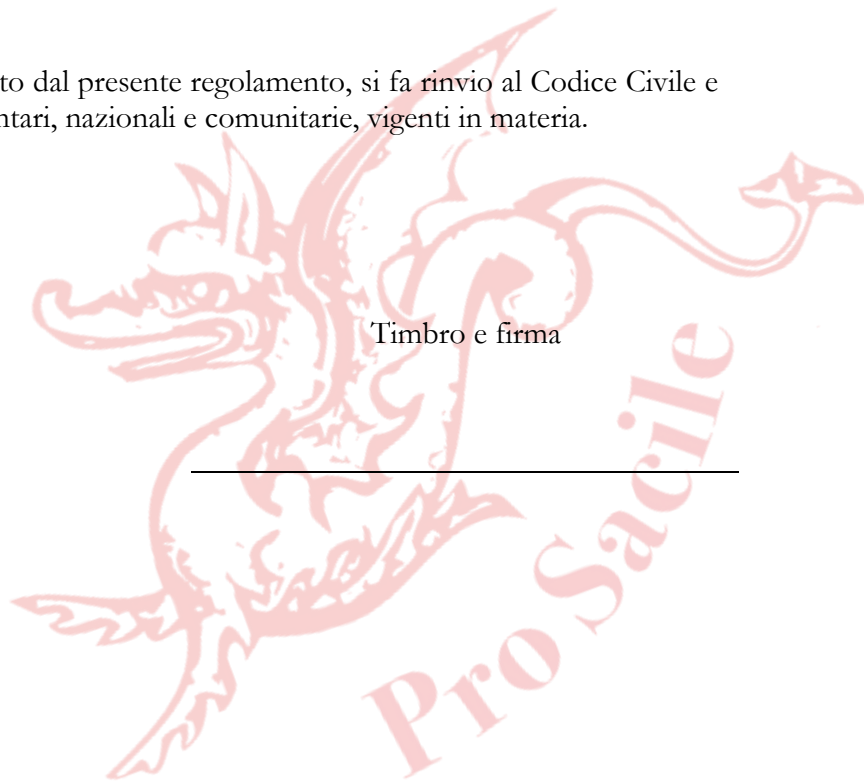 to dal presente regolamento, si fa rinvio al Codice Civile e
ntari, nazionali e comunitarie, vigenti in materia.
Timbro e firma
Pro Sacile